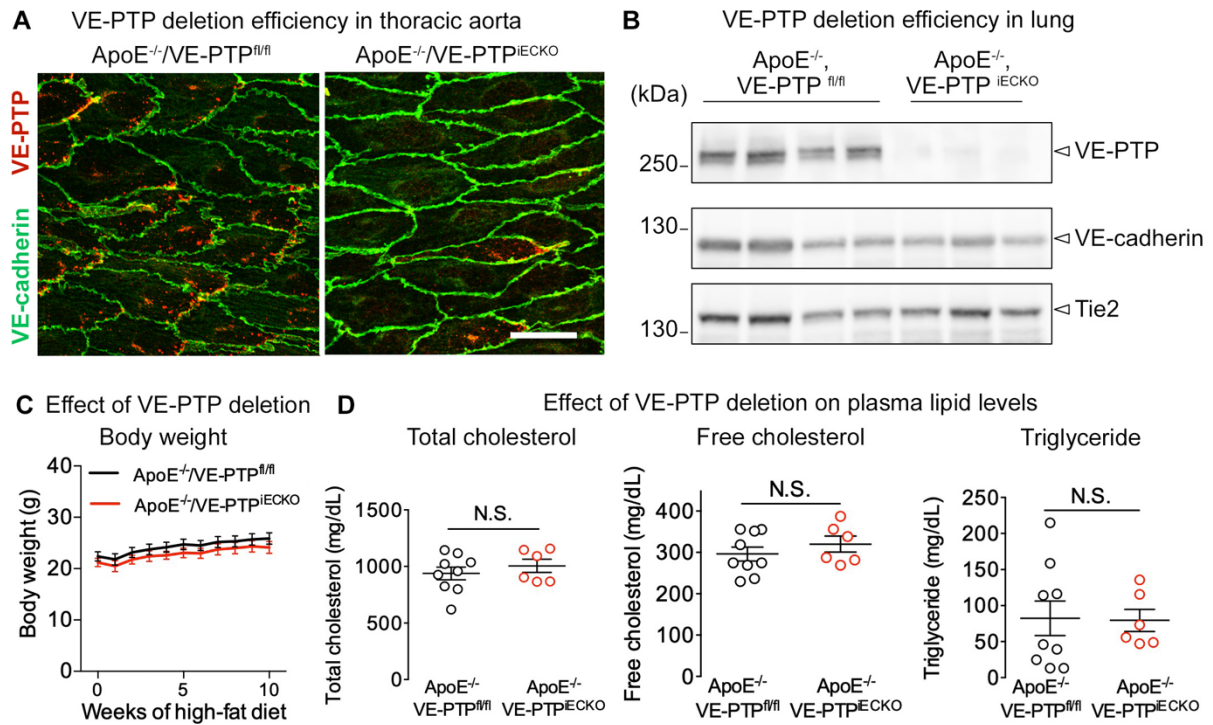 A VE-PTP deletion efficiency in thoracic aorta
ApoE-/-/VE-PTPfl/fl
ApoE-/-/VE-PTPiECKO
VE-cadherin VE-PTP
B VE-PTP deletion efficiency in lung
ApoE-/-,
VE-PTP fl/fl
ApoE-/-,
VE-PTP iECKO
(kDa)
250
VE-PTP
130
VE-cadherin
130
Tie2
C Effect of VE-PTP deletion
Body weight
Body weight (g)
40
30
20
10
0
ApoE-/-/VE-PTPfl/fl
ApoE-/-/VE-PTPiECKO
0 5 10
Weeks of high-fat diet
D Effect of VE-PTP deletion on plasma lipid levels
Total cholesterol
Total cholesterol (mg/dL)
1500
1000
500
0
N.S.
ApoE-/-
VE-PTPfl/fl
ApoE-/-
VE-PTPiECKO
Free cholesterol
Free cholesterol (mg/dL)
400
300
200
100
0
N.S.
ApoE-/-
VE-PTPfl/fl
ApoE-/-
VE-PTPiECKO
Triglyceride
Triglyceride (mg/dL)
250
200
150
100
50
0
N.S.
ApoE-/-
VE-PTPfl/fl
ApoE-/-
VE-PTPiECKO